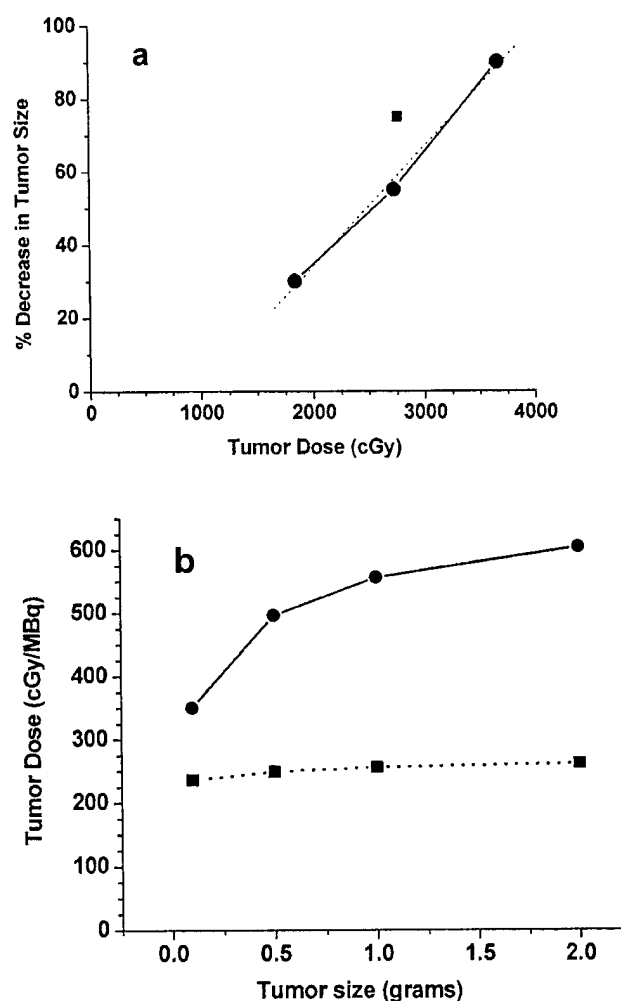 a
100
80
60
40
20
0
% Decrease in Tumor Size
0 1000 2000 3000 4000
Tumor Dose (cGy)
b
600
500
400
300
200
100
0
Tumor Dose (cGy/MBq)
0.0 0.5 1.0 1.5 2.0
Tumor size (grams)